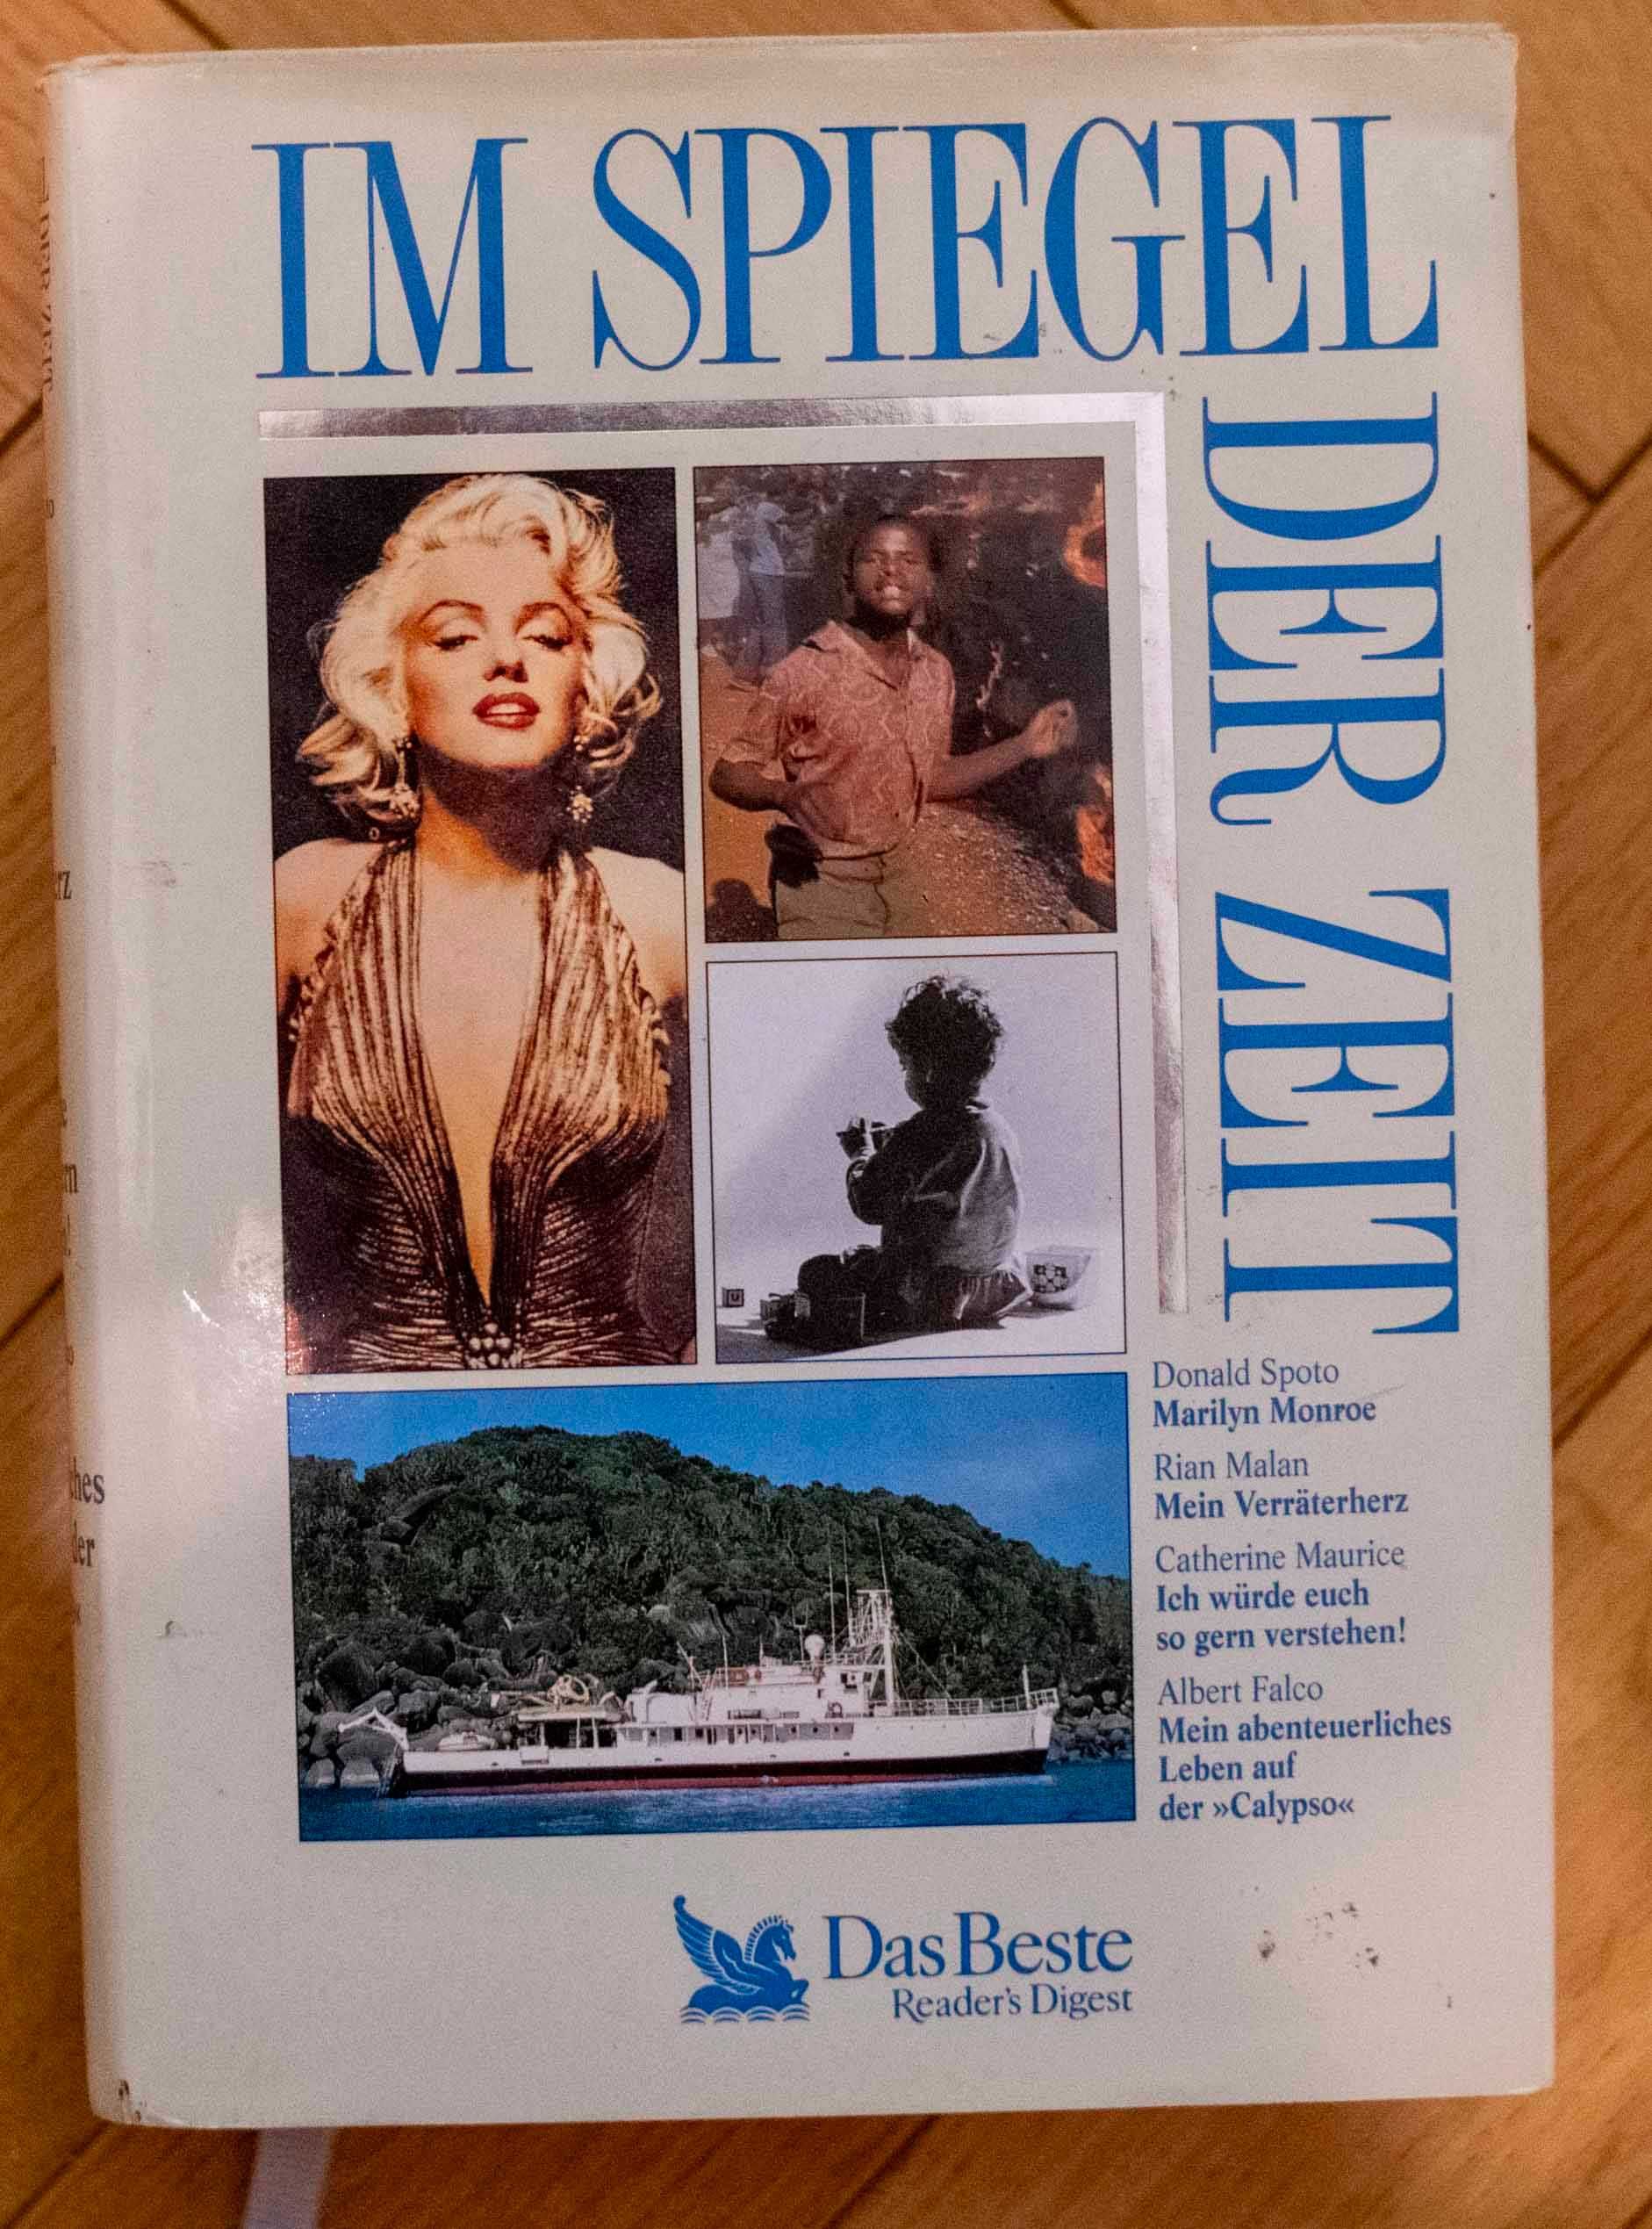 IM SPIEGEL
DER ZEIT
Donald Spoto
Marilyn Monroe
Rian Malan
Mein Verräterherz
Catherine Maurice
Ich würde euch
so gern verstehen!
Albert Falco
Mein abenteuerliches
Leben auf
der »Calypso«
Das Beste
Reader's Digest